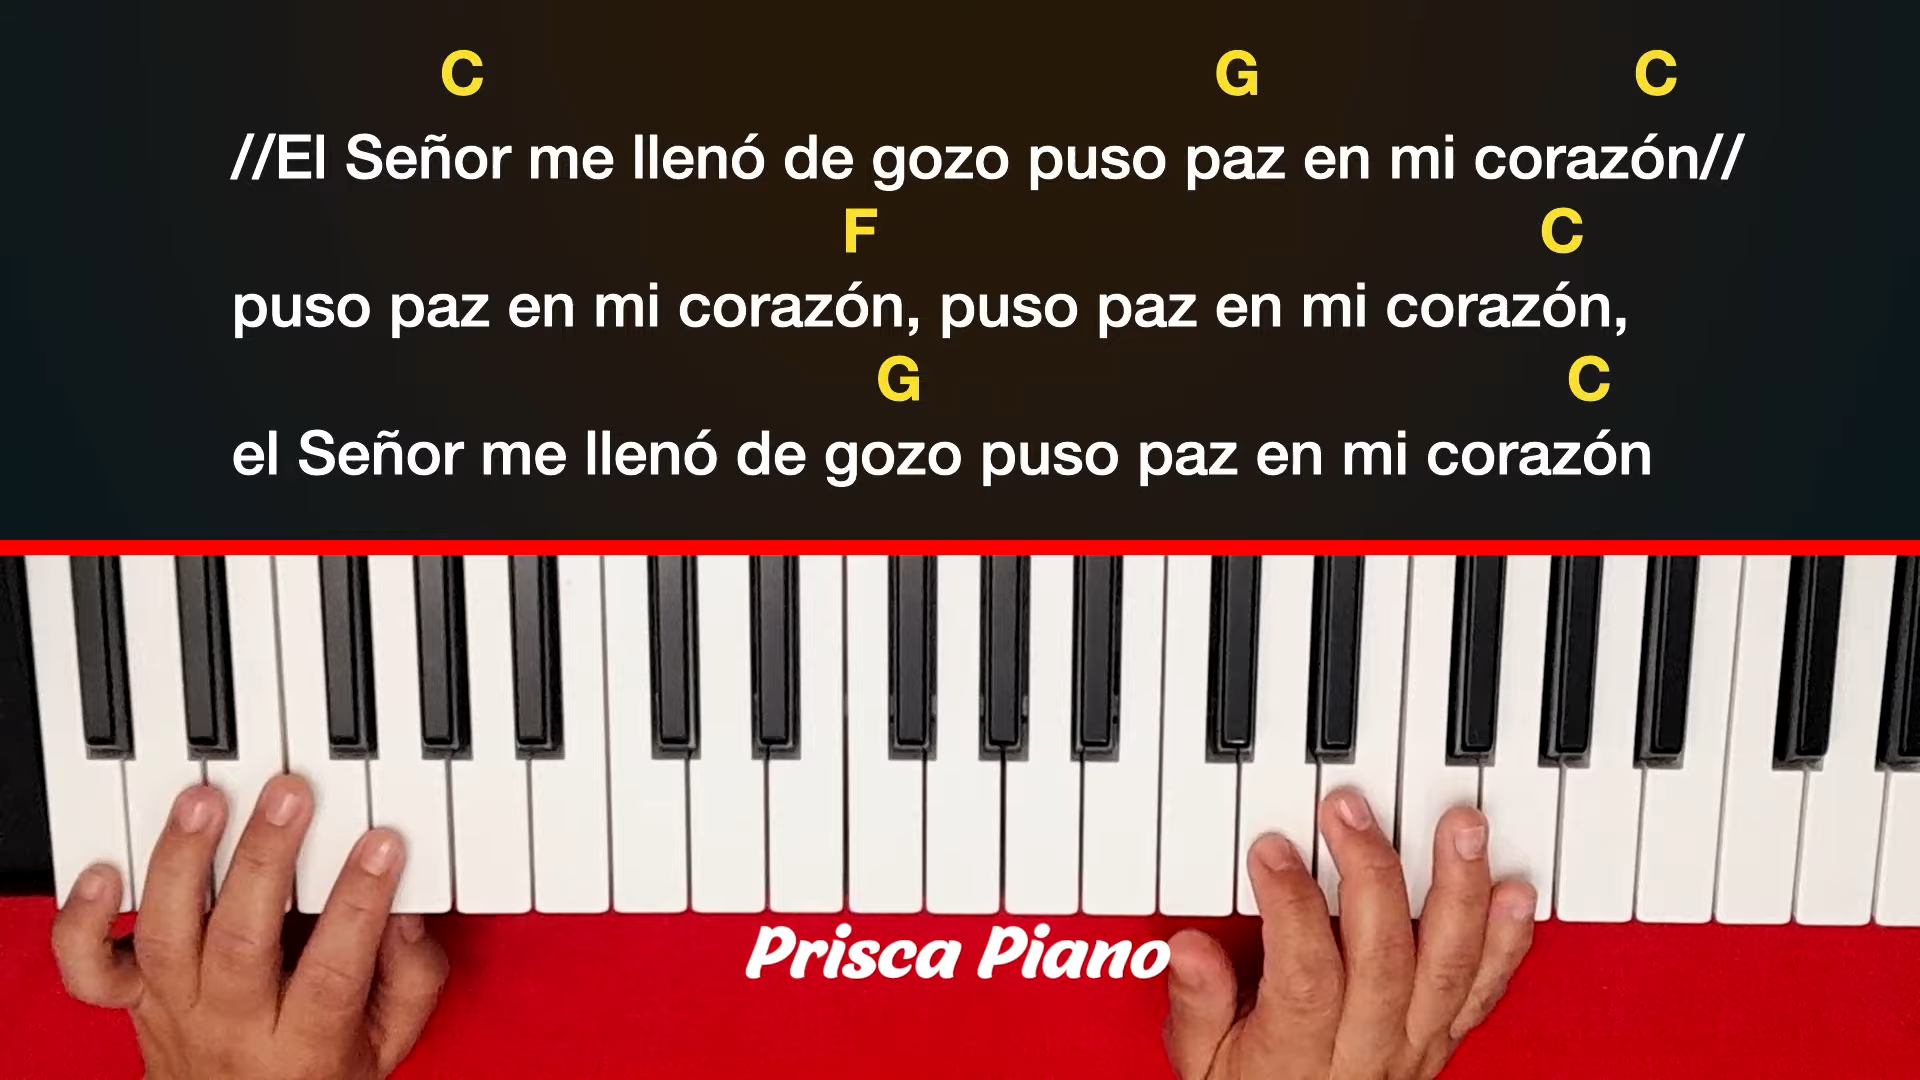 C G C
//El Señor me llenó de gozo puso paz en mi corazón//
F C
puso paz en mi corazón, puso paz en mi corazón,
G C
el Señor me llenó de gozo puso paz en mi corazón
Prisca Piano